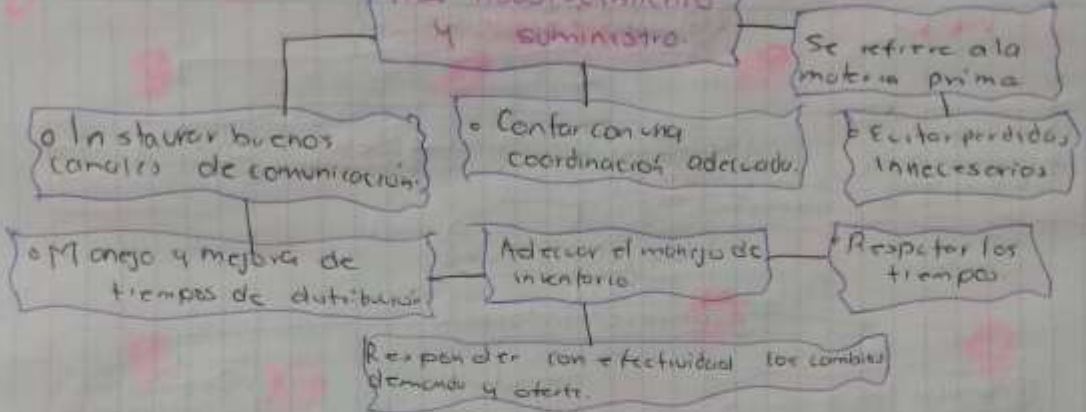 y suministro.
Se refiere a la
materia prima
o Instaurar buenos
canales de comunicación.
o Contar con una
coordinación adecuada.
o Evitar perdidas
innecesarias
o Manejo y mejora de
tiempos de distribución
Adecuar el manejo de
inventario
• Respetar los
tiempos
Responder con efectividad los cambios
demanda y oferta.